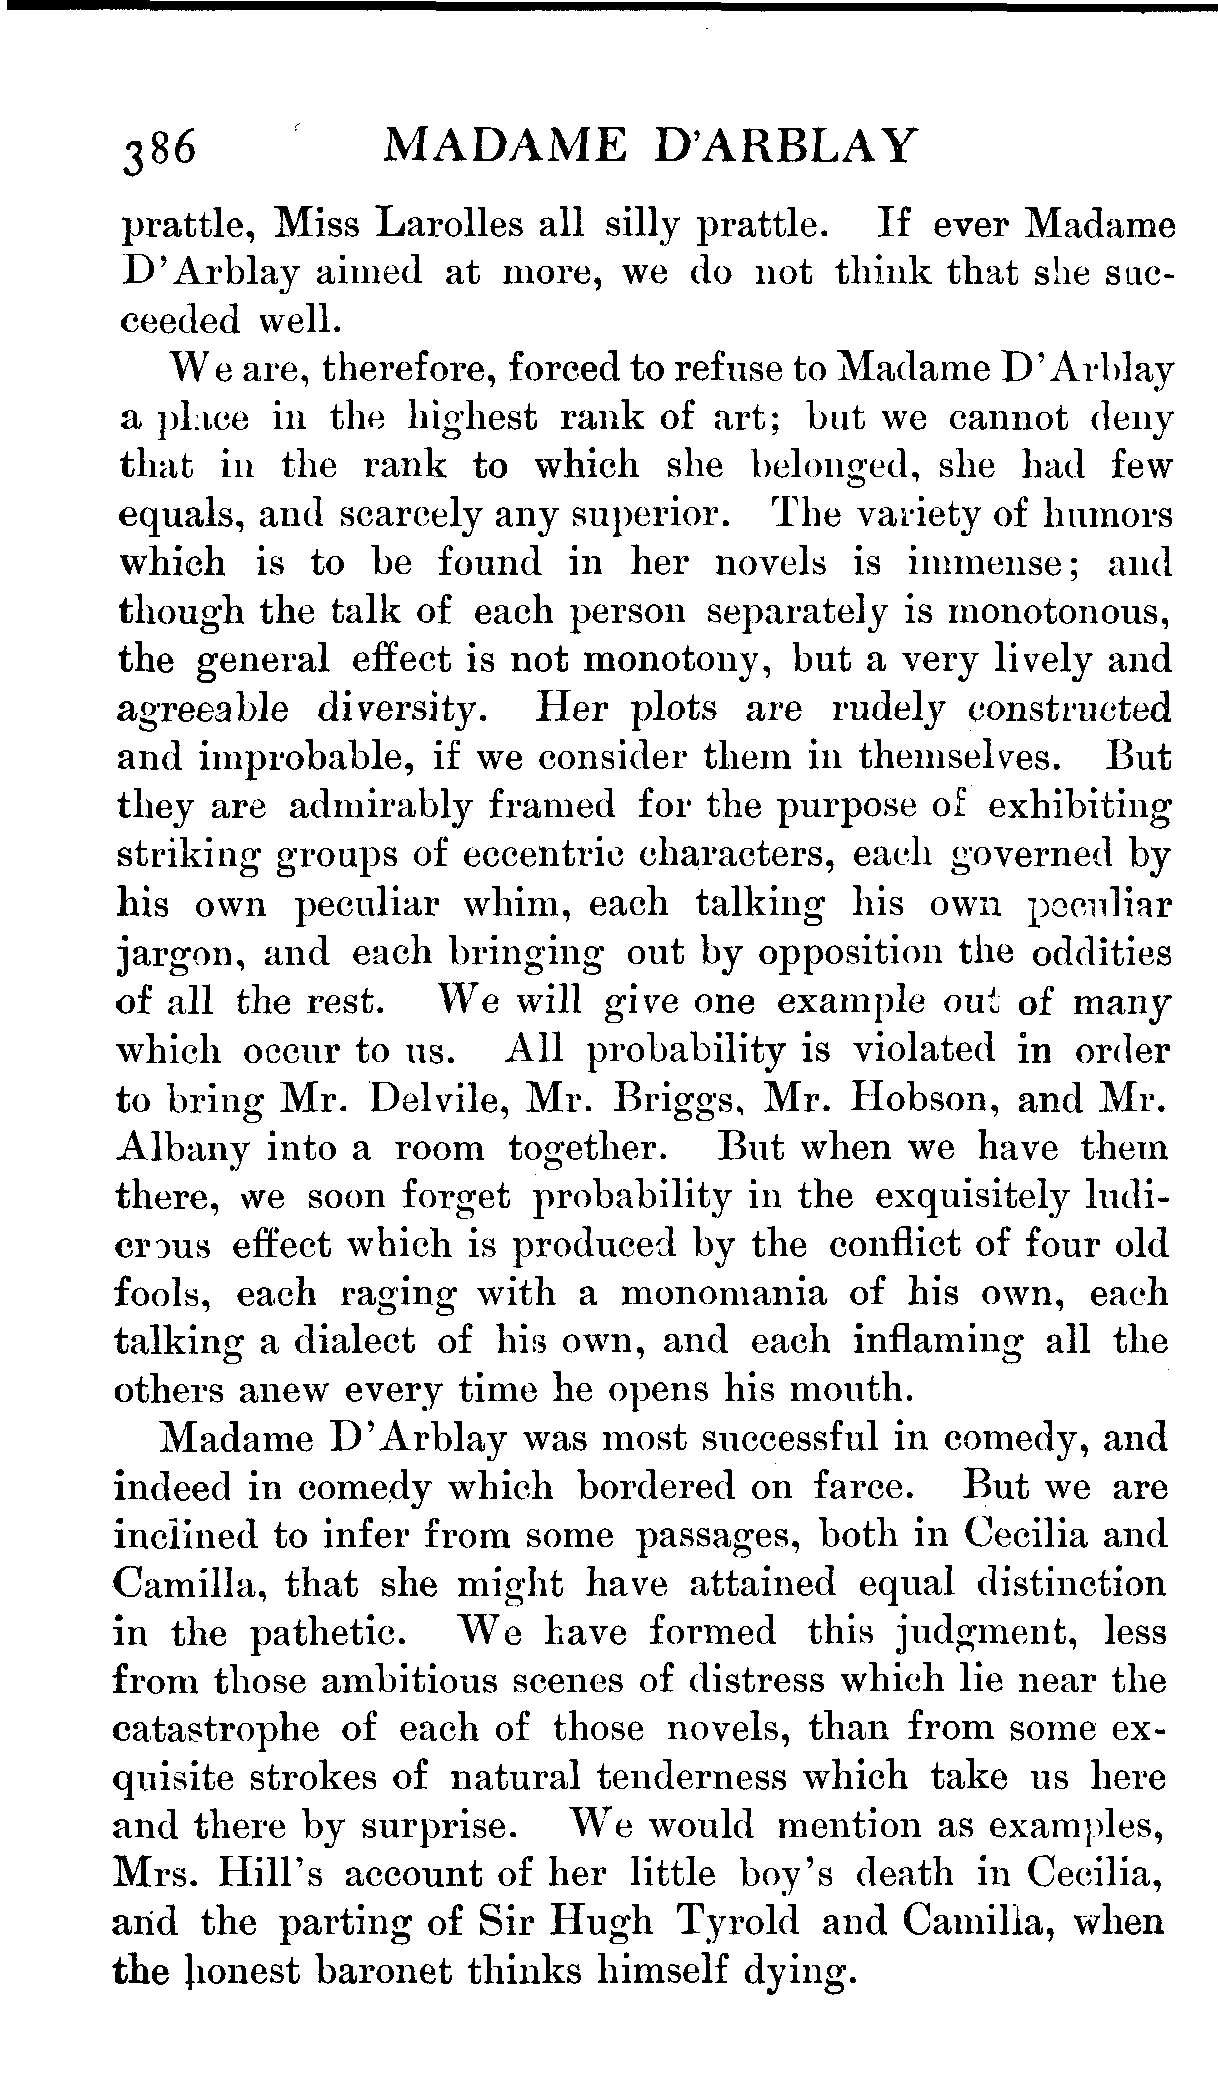 386 MADAME D'ARBLAY
prattle, Miss Larolles all silly prattle. If ever Madame
D'Arblay aimed at more, we do not think that she suc-
ceeded well.
We are, therefore, forced to refuse to Madame D'Arblay
a place in the highest rank of art; but we cannot deny
that in the rank to which she belonged, she had few
equals, and scarcely any superior. The variety of humors
which is to be found in her novels is immense; and
though the talk of each person separately is monotonous,
the general effect is not monotony, but a very lively and
agreeable diversity. Her plots are rudely constructed
and improbable, if we consider them in themselves. But
they are admirably framed for the purpose of exhibiting
striking groups of eccentric characters, each governed by
his own peculiar whim, each talking his own peculiar
jargon, and each bringing out by opposition the oddities
of all the rest. We will give one example out of many
which occur to us. All probability is violated in order
to bring Mr. Delvile, Mr. Briggs, Mr. Hobson, and Mr.
Albany into a room together. But when we have them
there, we soon forget probability in the exquisitely ludi-
crous effect which is produced by the conflict of four old
fools, each raging with a monomania of his own, each
talking a dialect of his own, and each inflaming all the
others anew every time he opens his mouth.
Madame D'Arblay was most successful in comedy, and
indeed in comedy which bordered on farce. But we are
inclined to infer from some passages, both in Cecilia and
Camilla, that she might have attained equal distinction
in the pathetic. We have formed this judgment, less
from those ambitious scenes of distress which lie near the
catastrophe of each of those novels, than from some ex-
quisite strokes of natural tenderness which take us here
and there by surprise. We would mention as examples,
Mrs. Hill's account of her little boy's death in Cecilia,
and the parting of Sir Hugh Tyrold and Camilla, when
the honest baronet thinks himself dying.